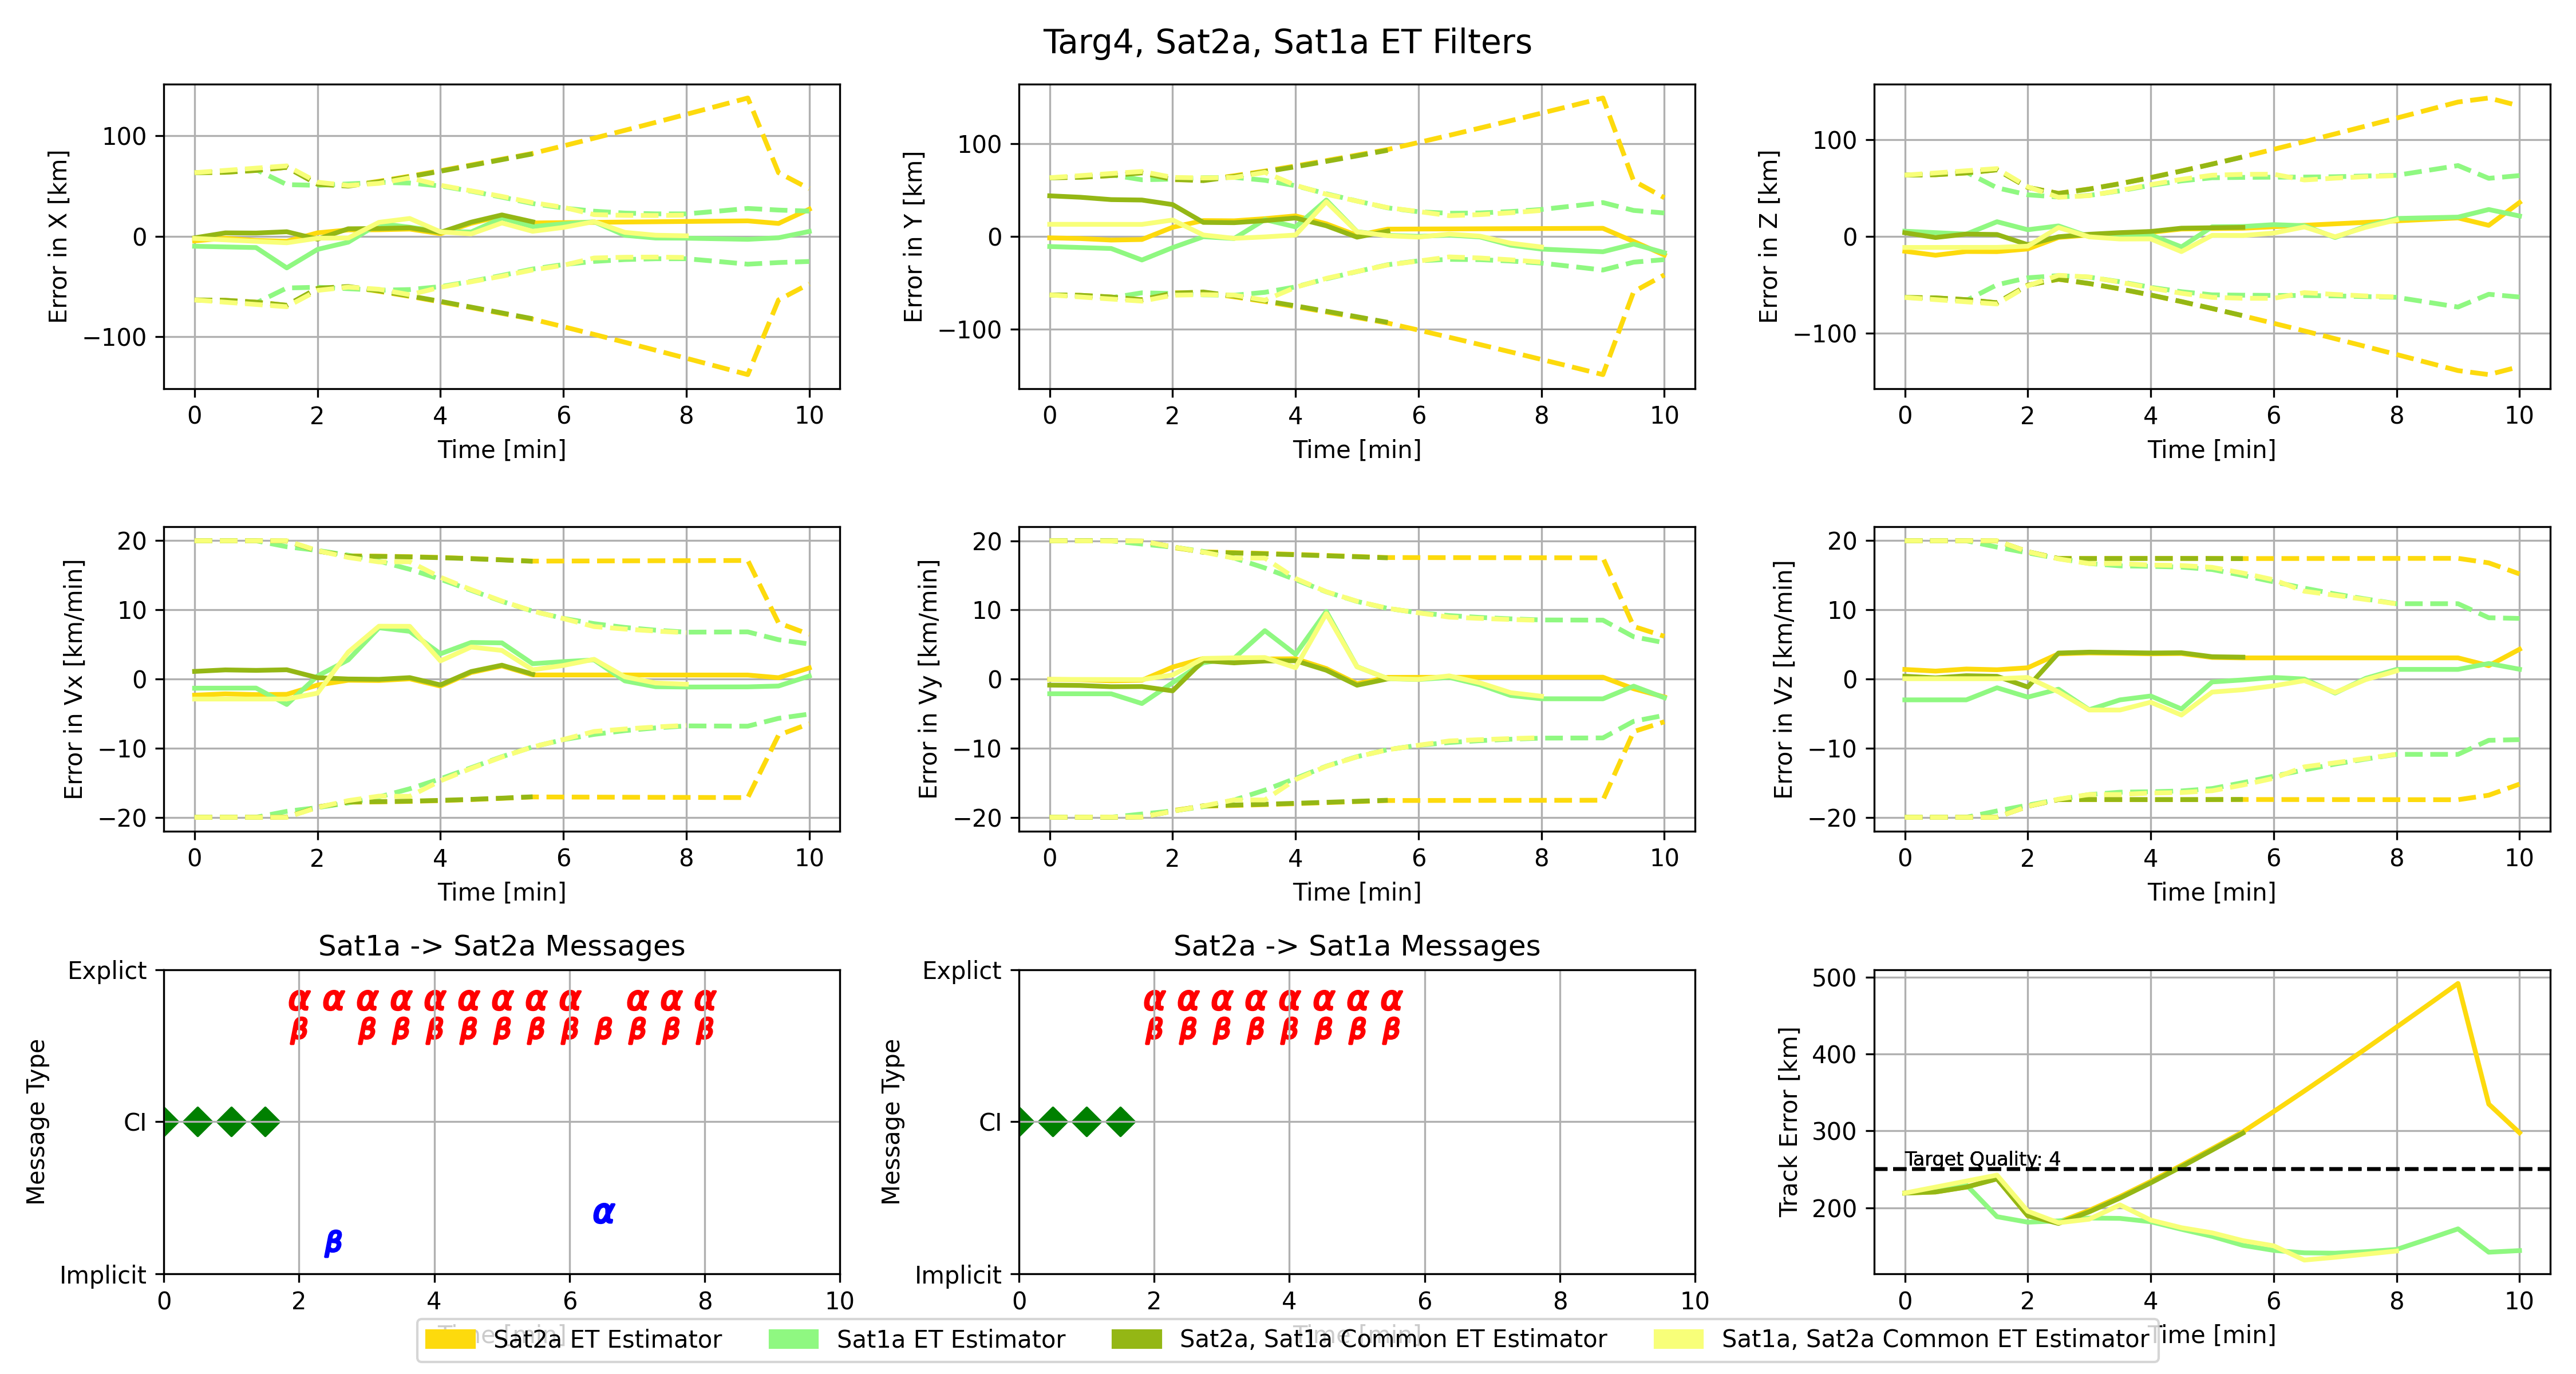 Targ4, Sat2a, Sat1a ET Filters
Error in X [km]
100
0
−100
0 2 4 6 8 10
Time [min]
Error in Y [km]
100
0
−100
0 2 4 6 8 10
Time [min]
Error in Z [km]
100
0
−100
0 2 4 6 8 10
Time [min]
Error in Vx [km/min]
20
10
0
−10
−20
0 2 4 6 8 10
Time [min]
Error in Vy [km/min]
20
10
0
−10
−20
0 2 4 6 8 10
Time [min]
Error in Vz [km/min]
20
10
0
−10
−20
0 2 4 6 8 10
Time [min]
Sat1a -> Sat2a Messages
Message Type
Explict
α α α α α α α α α α α α
β β β β β β β β β β β β
CI
α
β
Implicit
0 2 4 6 8 10
Time [min]
Sat2a -> Sat1a Messages
Message Type
Explict
α α α α α α α α
β β β β β β β β
CI
Implicit
0 2 4 6 8 10
Time [min]
Track Error [km]
500
400
300
200
Target Quality: 4
0 2 4 6 8 10
Time [min]
Sat2a ET Estimator
Sat1a ET Estimator
Sat2a, Sat1a Common ET Estimator
Sat1a, Sat2a Common ET Estimator